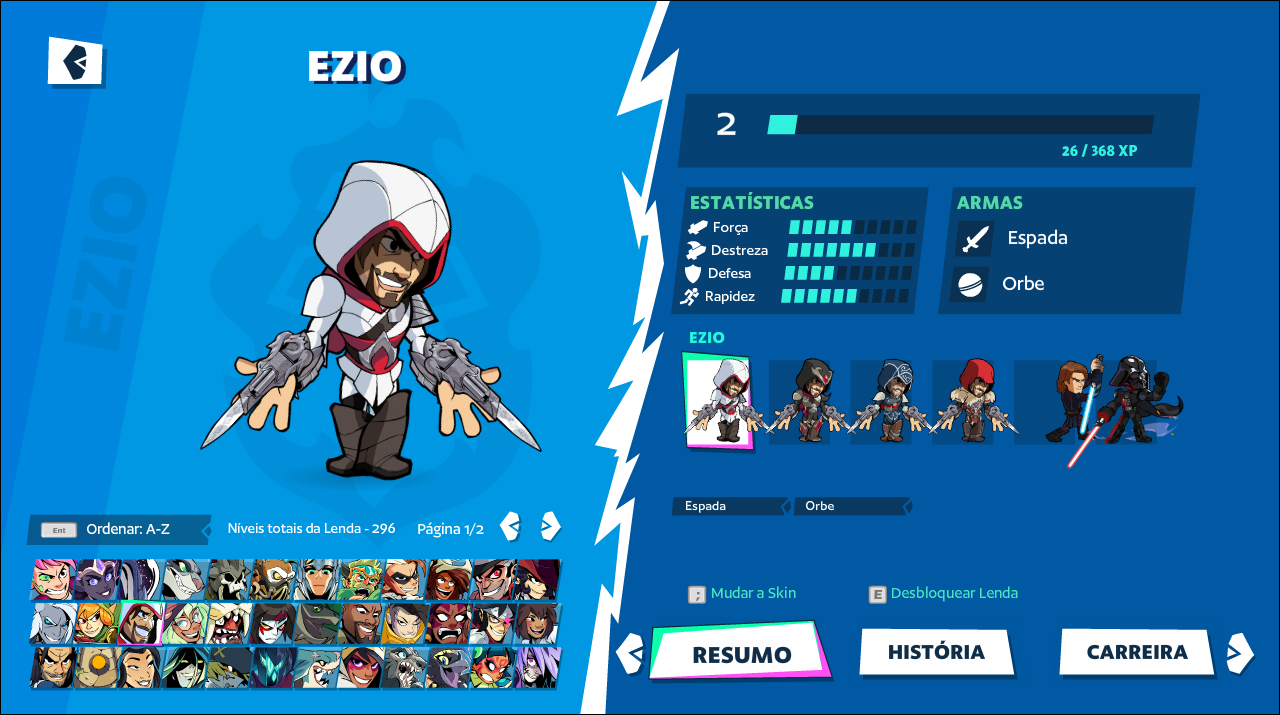 EZIO
EZIO
2
26 / 368 XP
ESTATÍSTICAS
Força
Destreza
Defesa
Rapidez
ARMAS
Espada
Orbe
EZIO
Espada
Orbe
Ent
Ordenar: A-Z
Níveis totais da Lenda - 296
Página 1/2
; Mudar a Skin
E Desbloquear Lenda
RESUMO
HISTÓRIA
CARREIRA